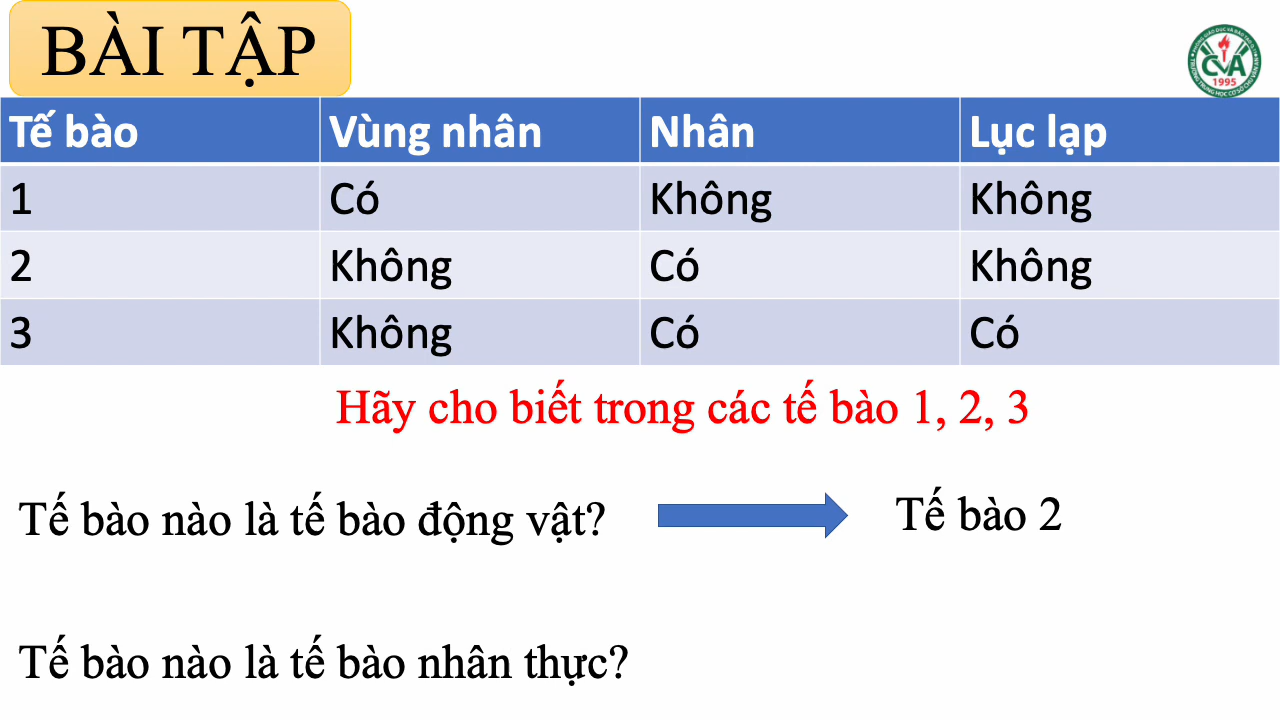 BÀI TẬP
CVA
1995
Tế bào Vùng nhân Nhân Lục lạp
1 Có Không Không
2 Không Có Không
3 Không Có Có
Hãy cho biết trong các tế bào 1, 2, 3
Tế bào nào là tế bào động vật? Tế bào 2
Tế bào nào là tế bào nhân thực?